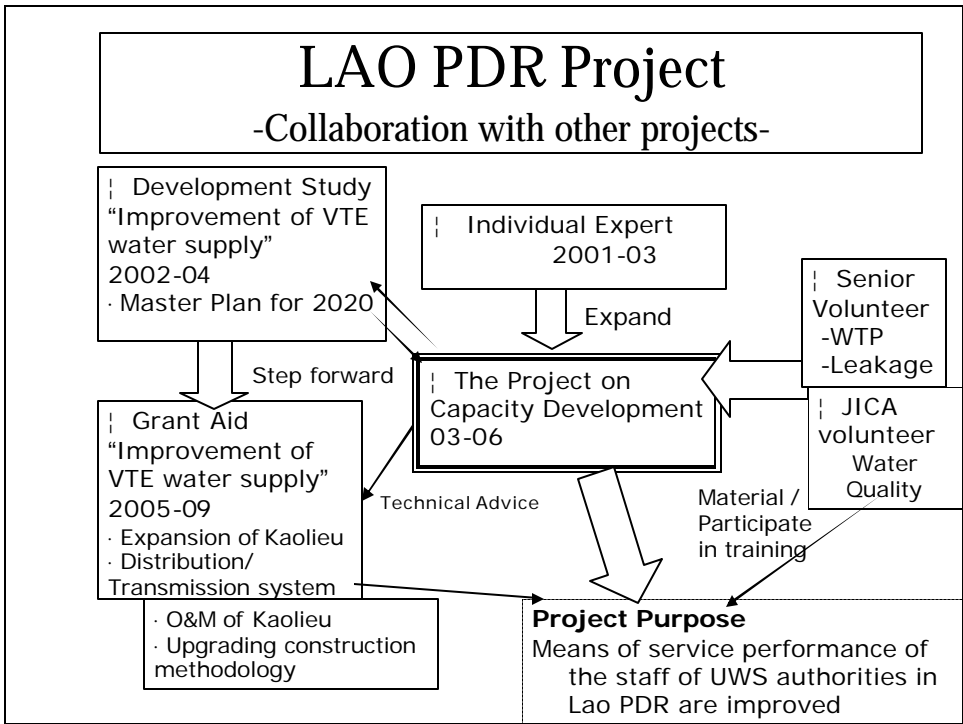 LAO PDR Project
-Collaboration with other projects-
¦ Development Study
“Improvement of VTE
water supply”
2002-04
· Master Plan for 2020
¦ Individual Expert
2001-03
¦ Senior
Volunteer
-WTP
-Leakage
Expand
Step forward
¦ The Project on
Capacity Development
03-06
¦ JICA
volunteer
Water
Quality
¦ Grant Aid
“Improvement of
VTE water supply”
2005-09
· Expansion of Kaolieu
· Distribution/
Transmission system
Technical Advice
Material /
Participate
in training
· O&M of Kaolieu
· Upgrading construction
methodology
Project Purpose
Means of service performance of
the staff of UWS authorities in
Lao PDR are improved